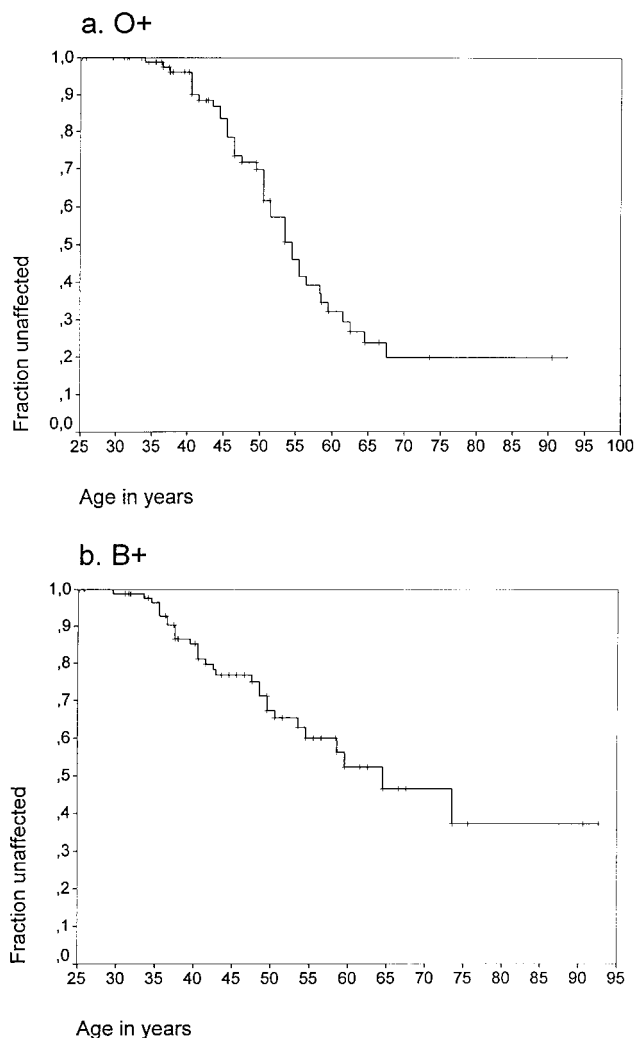 a. O+
1,0
,9
,8
,7
,6
,5
,4
,3
,2
,1
0,0
Fraction unaffected
25 30 35 40 45 50 55 60 65 70 75 80 85 90 95 100
Age in years
b. B+
1,0
,9
,8
,7
,6
,5
,4
,3
,2
,1
,0
Fraction unaffected
25 30 35 40 45 50 55 60 65 70 75 80 85 90 95
Age in years